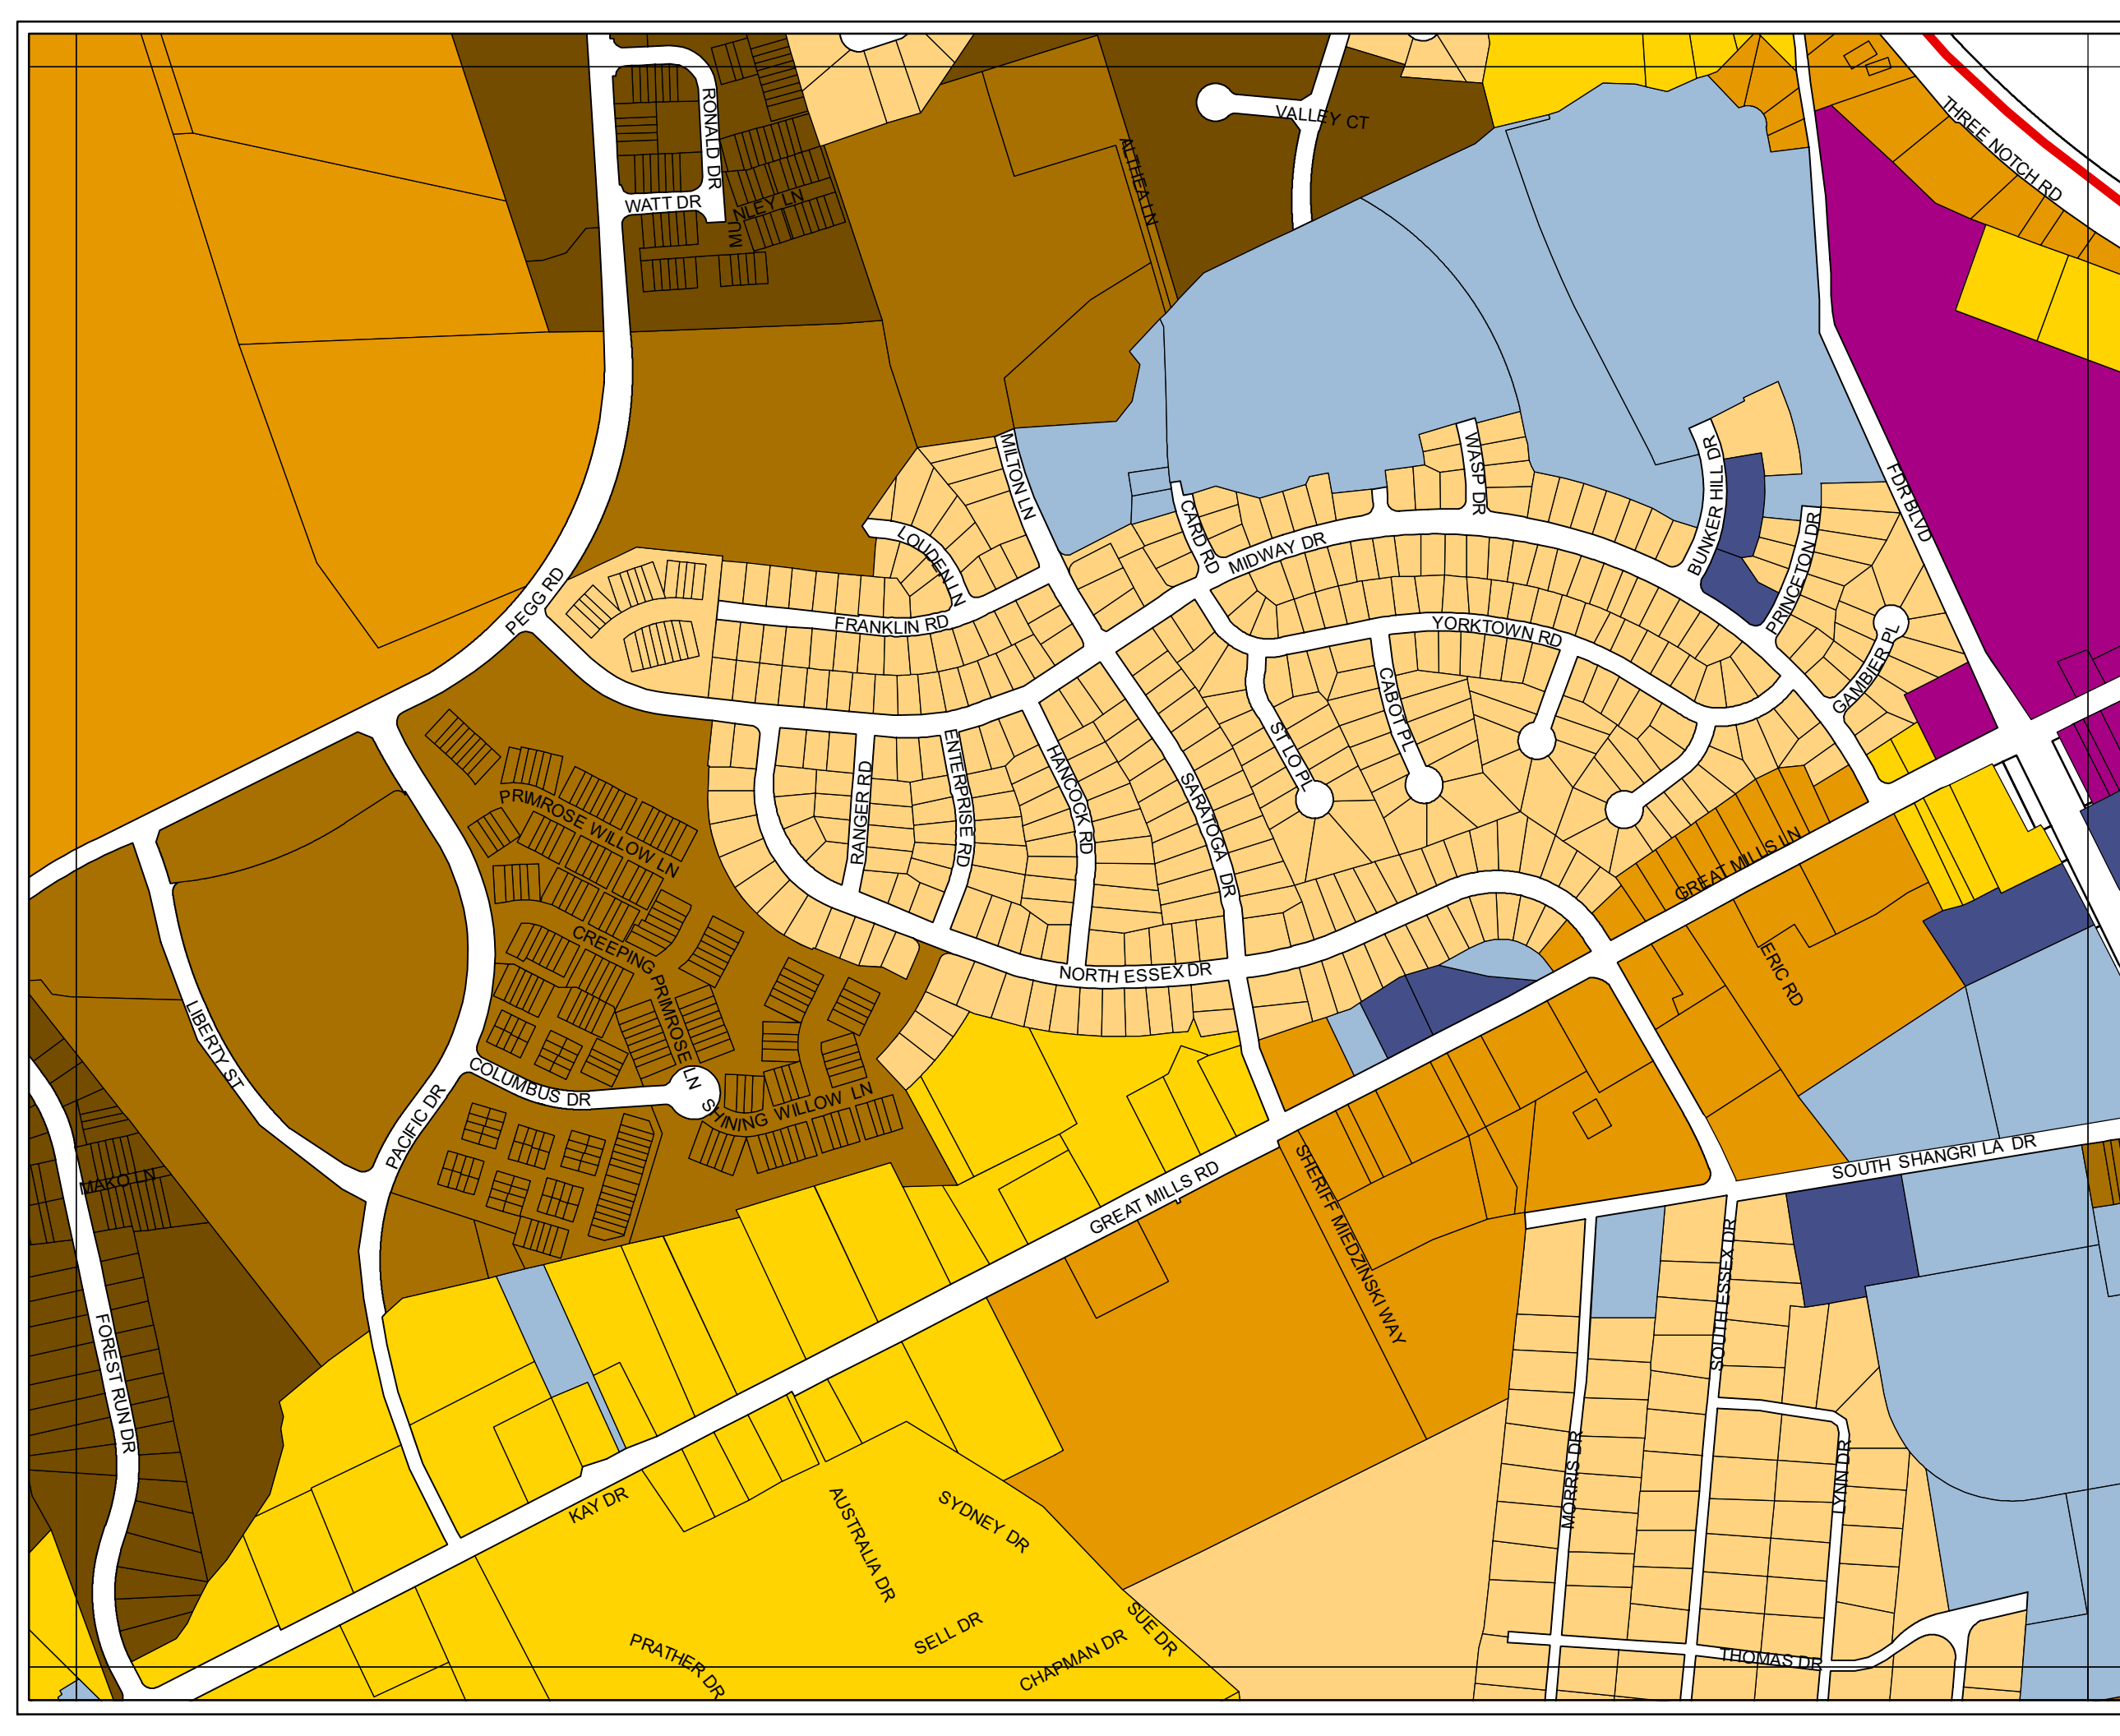 RONALD DR
THREE NOTCH RD
VALLEY CT
ALTHEA LN
WATT DR
NLEY LN
MUM
MILTON LN
WASP DR
BUNKER HILL DR
FDR BLVD
CARD RD
LOUDEN LN
MIDWAY DR
PRINCETON DR
PEGG RD
FRANKLIN RD
YORKTOWN RD
GAMBIER PL
CABOT PL
ST LO PL
ENTERPRISE RD
HANCOCK RD
RANGER RD
SARATOGA DR
PRIMROSE WILLOW LN
GREAT MILLS LN
CREEPING PRIMROSE LN
NORTH ESSEX DR
ERIC RD
LIBERTY ST
COLUMBUS DR
SHINING WILLOW LN
PACIFIC DR
SOUTH SHANGRI LA DR
MAKO LN
GREAT MILLS RD
SHERIFF MIEDZINSKI WAY
SOUTH ESSEX DR
FOREST RUN DR
MORRIS DR
LYNN DR
KAY DR
AUSTRALIA DR
SYDNEY DR
SELL DR
SUE DR
PRATHER DR
CHAPMAN DR
THOMAS DR